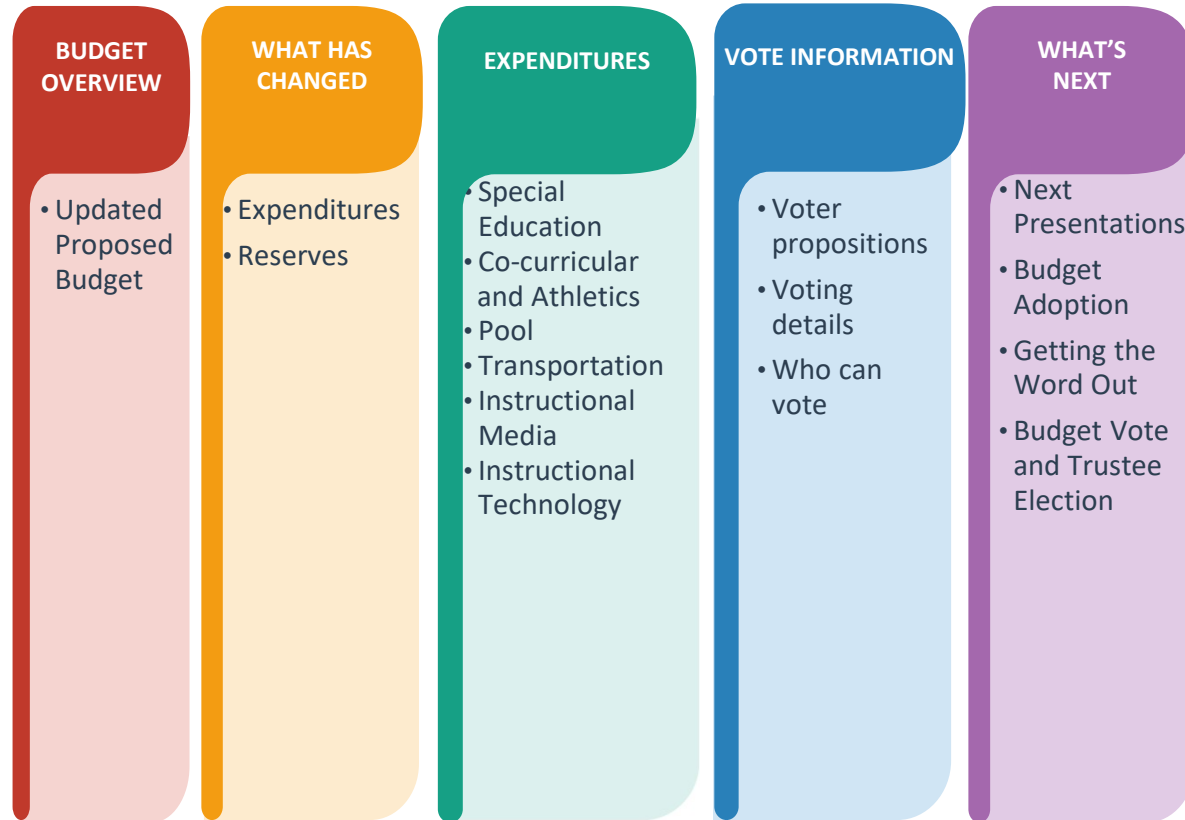 BUDGET
OVERVIEW
• Updated
Proposed
Budget
WHAT HAS
CHANGED
• Expenditures
• Reserves
EXPENDITURES
• Special
Education
• Co-curricular
and Athletics
• Pool
• Transportation
• Instructional
Media
• Instructional
Technology
VOTE INFORMATION
• Voter
propositions
• Voting
details
• Who can
vote
WHAT'S
NEXT
• Next
Presentations
• Budget
Adoption
• Getting the
Word Out
• Budget Vote
and Trustee
Election